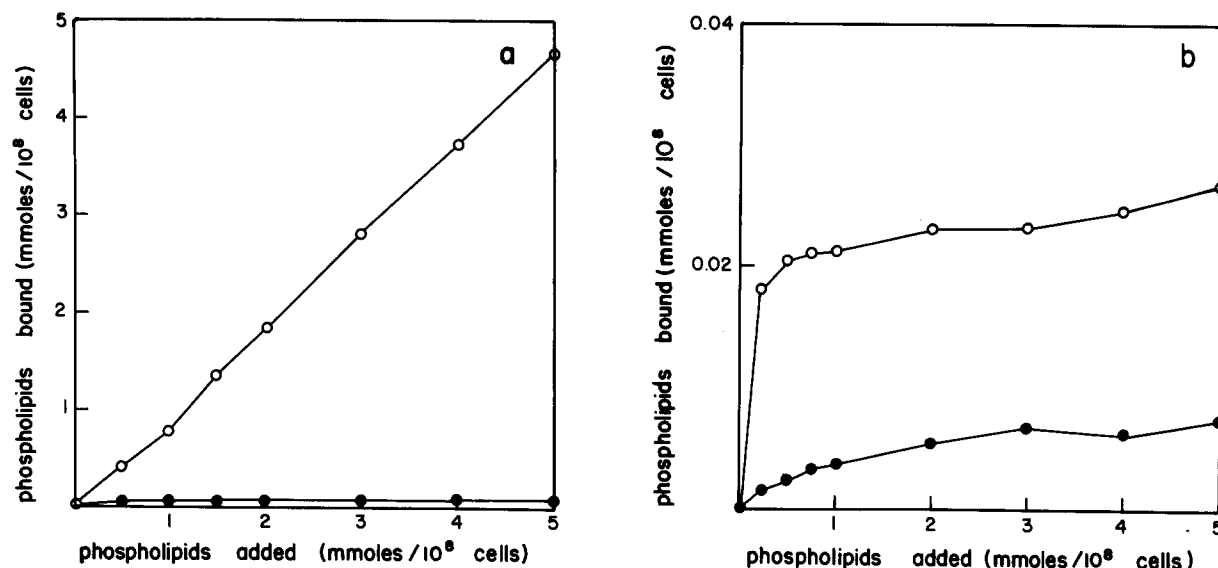 a
5
4
3
2
1
phospholipids bound (mmoles/10⁸ cells)
1 2 3 4 5
phospholipids added (mmoles/10⁸ cells)
b
0.04
0.02
phospholipids bound (mmoles/10⁸ cells)
1 2 3 4 5
phospholipids added (mmoles/10⁸ cells)